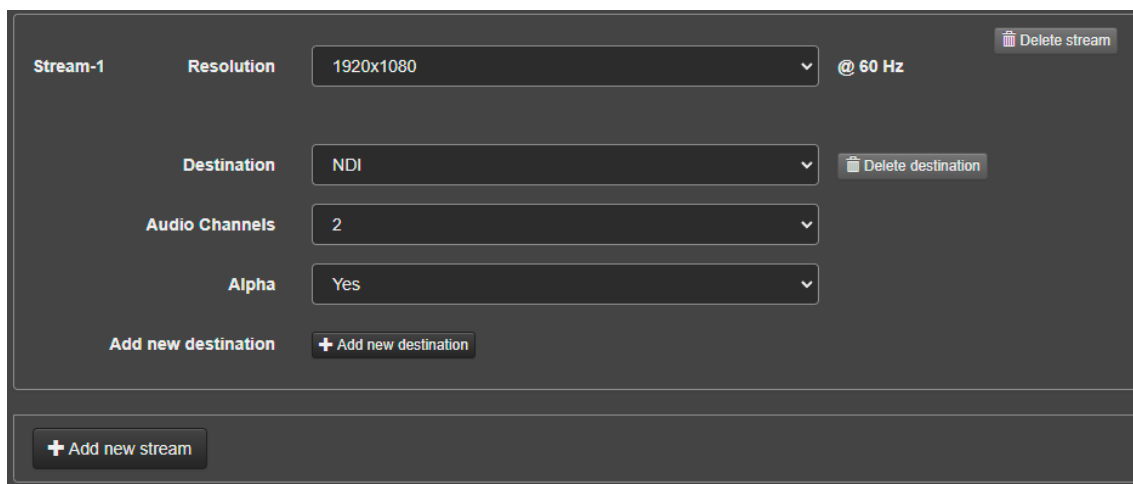 Delete stream
Stream-1 Resolution 1920x1080 @ 60 Hz
Destination NDI Delete destination
Audio Channels 2
Alpha Yes
Add new destination + Add new destination
+ Add new stream